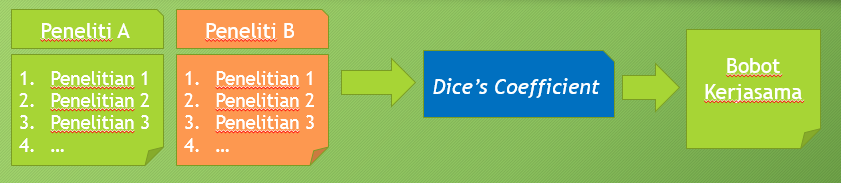 Peneliti A
1. Penelitian 1
2. Penelitian 2
3. Penelitian 3
4. ...
Peneliti B
1. Penelitian 1
2. Penelitian 2
3. Penelitian 3
4. ...
Dice's Coefficient
Bobot
Kerjasama